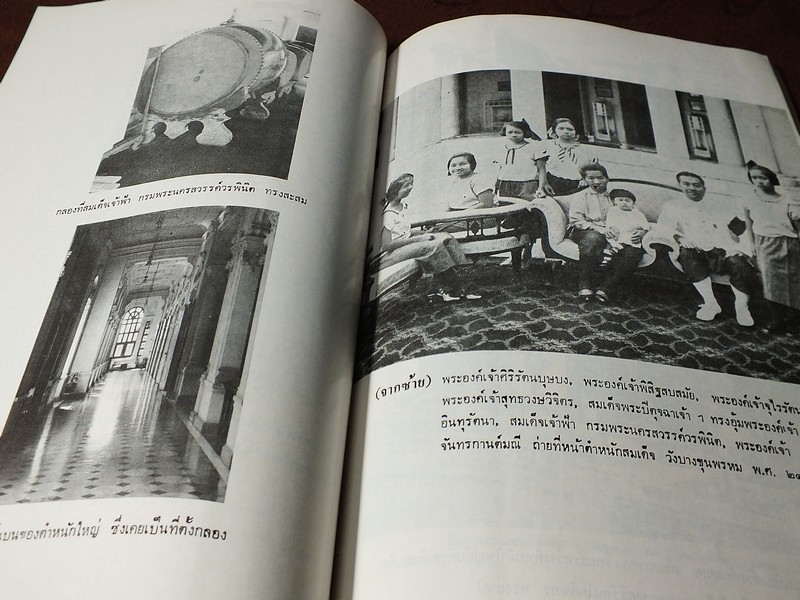 กลองที่สมเด็จเจ้าฟ้า กรมพระนครสวรรค์วรพินิต ทรงสะสม
บนของตำหนักใหญ่ ซึ่งเคยเป็นที่ตั้งกลอง
(จากซ้าย) พระองค์เจ้าศิริรัตนบุษบง, พระองค์เจ้าพิสิฐสบสมัย, พระองค์เจ้าจุไรรัตน
พระองค์เจ้าสุทธวงษวิจิตร, สมเด็จพระปิตุจฉาเจ้า ฯ ทรงอุ้มพระองค์เจ้า
อินทุรัตนา, สมเด็จเจ้าฟ้า กรมพระนครสวรรค์วรพินิต, พระองค์เจ้า
จันทรกานต์มณี ถ่ายที่หน้าตำหนักสมเด็จ วังบางขุนพรหม พ.ศ.